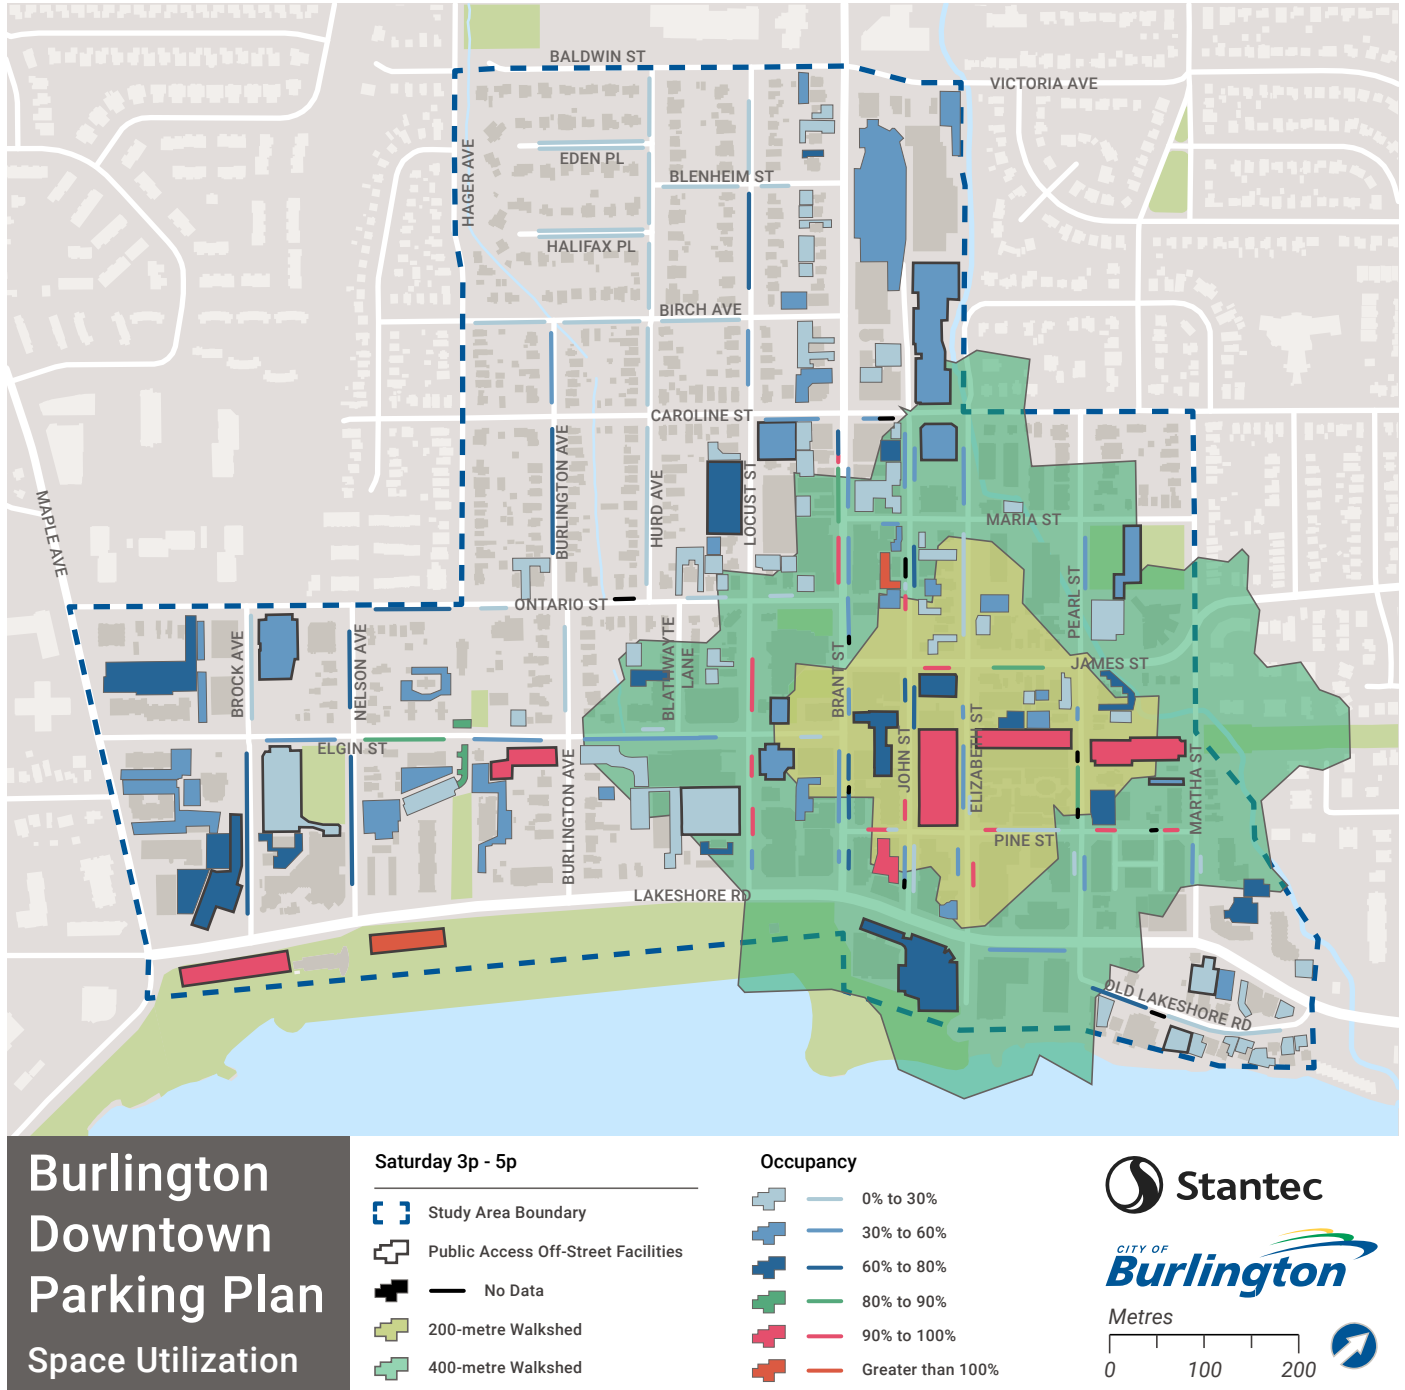 BALDWIN ST
VICTORIA AVE
HAGER AVE
EDEN PL
BLENHEIM ST
HALIFAX PL
BIRCH AVE
CAROLINE ST
MAPLE AVE
BURLINGTON AVE
HURD AVE
LOCUST ST
MARIA ST
PEARL ST
ONTARIO ST
BROCK AVE
NELSON AVE
BLATHWAYTE
LANE
BRANT ST
JAMES ST
ELGIN ST
JOHN ST
ELIZABETH ST
MARTHA ST
BURLINGTON AVE
PINE ST
LAKESHORE RD
OLD LAKESHORE RD
Burlington
Downtown
Parking Plan
Space Utilization
Saturday 3p - 5p
Study Area Boundary
Public Access Off-Street Facilities
No Data
200-metre Walkshed
400-metre Walkshed
Occupancy
0% to 30%
30% to 60%
60% to 80%
80% to 90%
90% to 100%
Greater than 100%
Stantec
CITY OF
Burlington
Metres
0 100 200